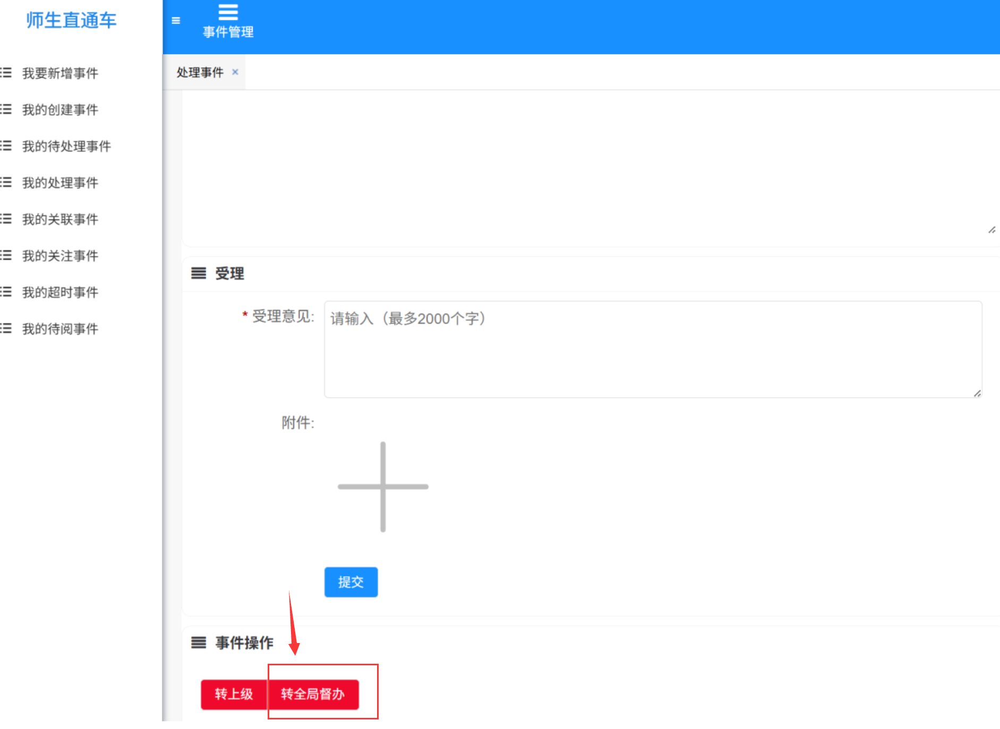 师生直通车
事件管理
处理事件 ×
我要新增事件
我的创建事件
我的待处理事件
我的处理事件
我的关联事件
我的关注事件
我的超时事件
我的待阅事件
受理
* 受理意见:
请输入（最多2000个字）
附件:
提交
事件操作
转上级
转全局督办